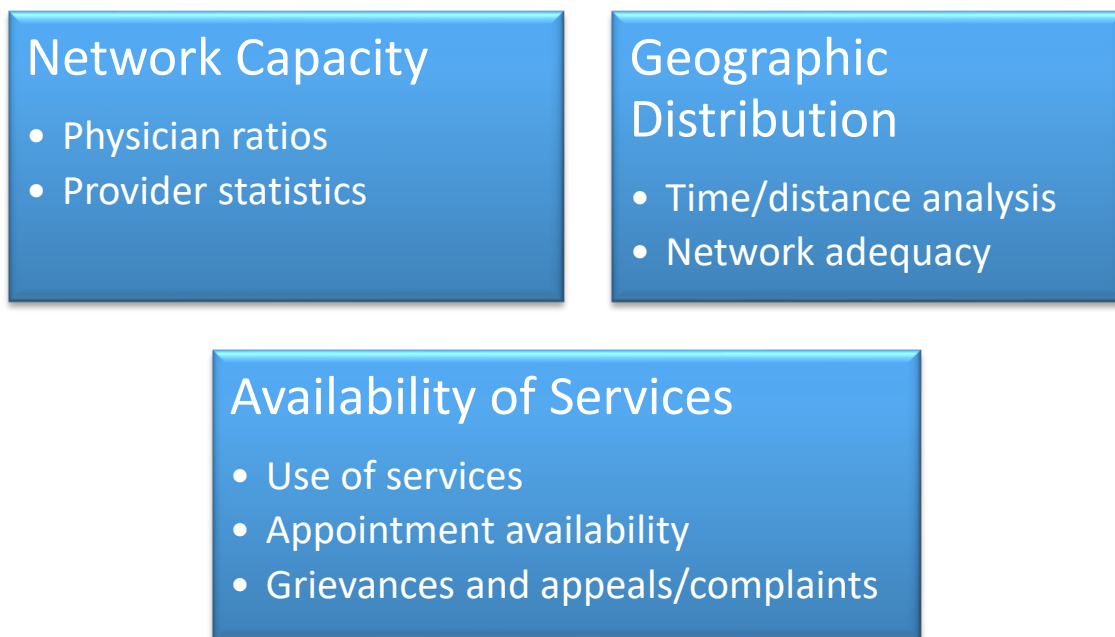 Network Capacity
• Physician ratios
• Provider statistics
Geographic
Distribution
• Time/distance analysis
• Network adequacy
Availability of Services
• Use of services
• Appointment availability
• Grievances and appeals/complaints